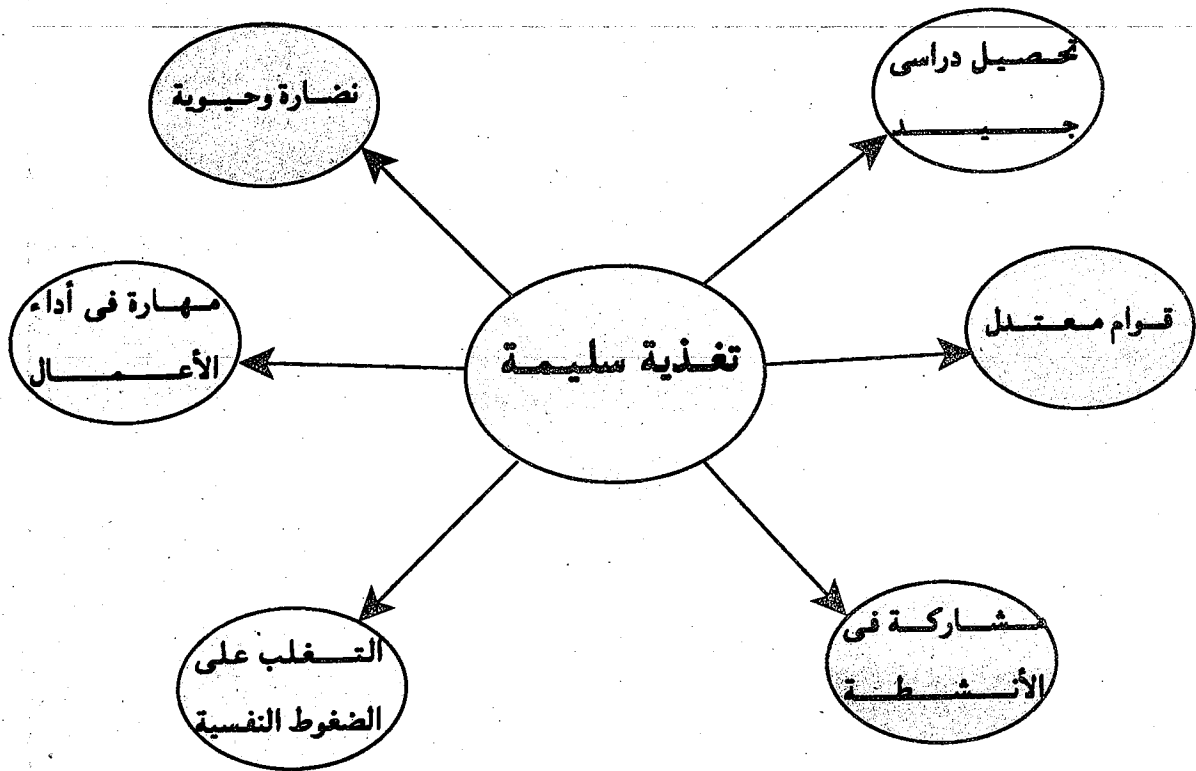 تحصيل دراسى
جيد
نضارة وحيوية
قوام معتدل
مهارة فى أداء
الأعمال
تغذية سليمة
مشاركة فى
الأنشطة
التغلب على
الضغوط النفسية